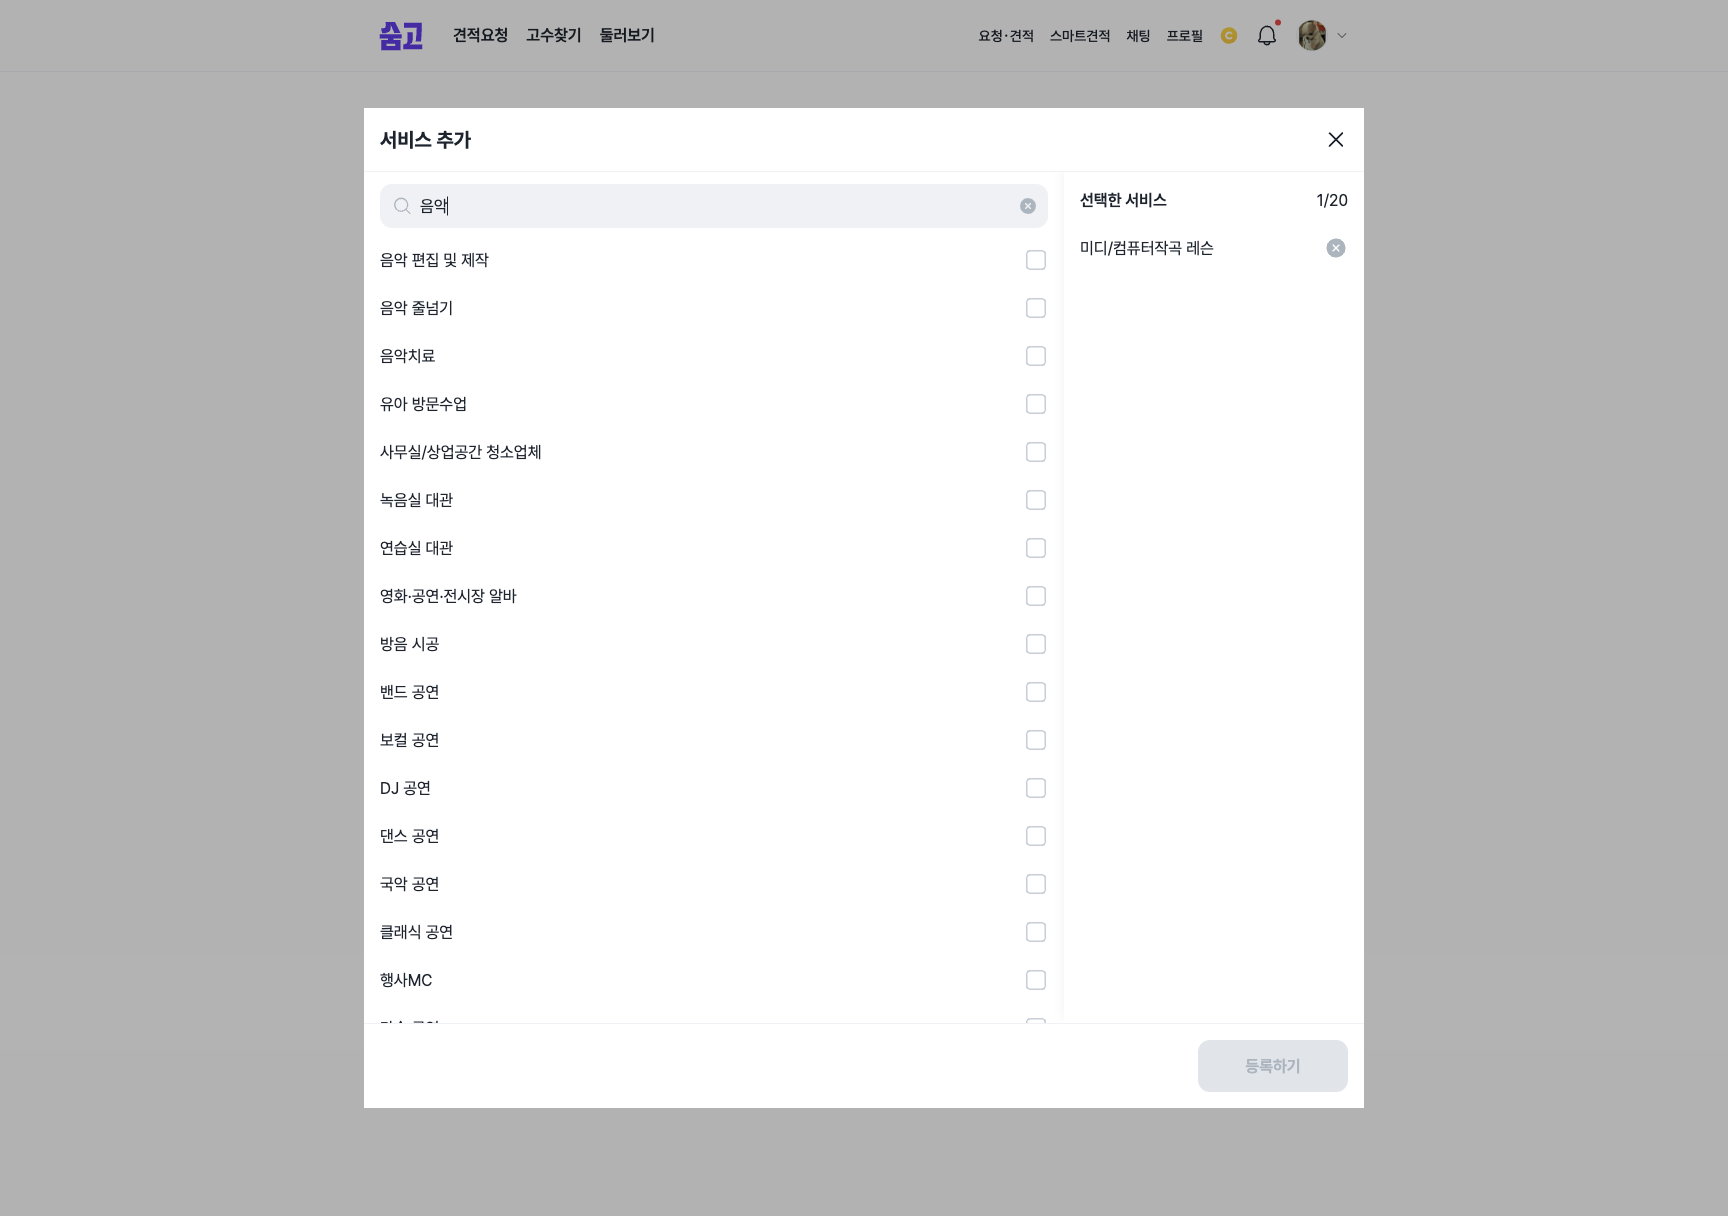 숨고 견적요청 고수찾기 둘러보기 요청·견적 스마트견적 채팅 프로필 C
서비스 추가
음악
음악 편집 및 제작
음악 줄넘기
음악치료
유아 방문수업
사무실/상업공간 청소업체
녹음실 대관
연습실 대관
영화·공연·전시장 알바
방음 시공
밴드 공연
보컬 공연
DJ 공연
댄스 공연
국악 공연
클래식 공연
행사MC
선택한 서비스 1/20
미디/컴퓨터작곡 레슨
등록하기